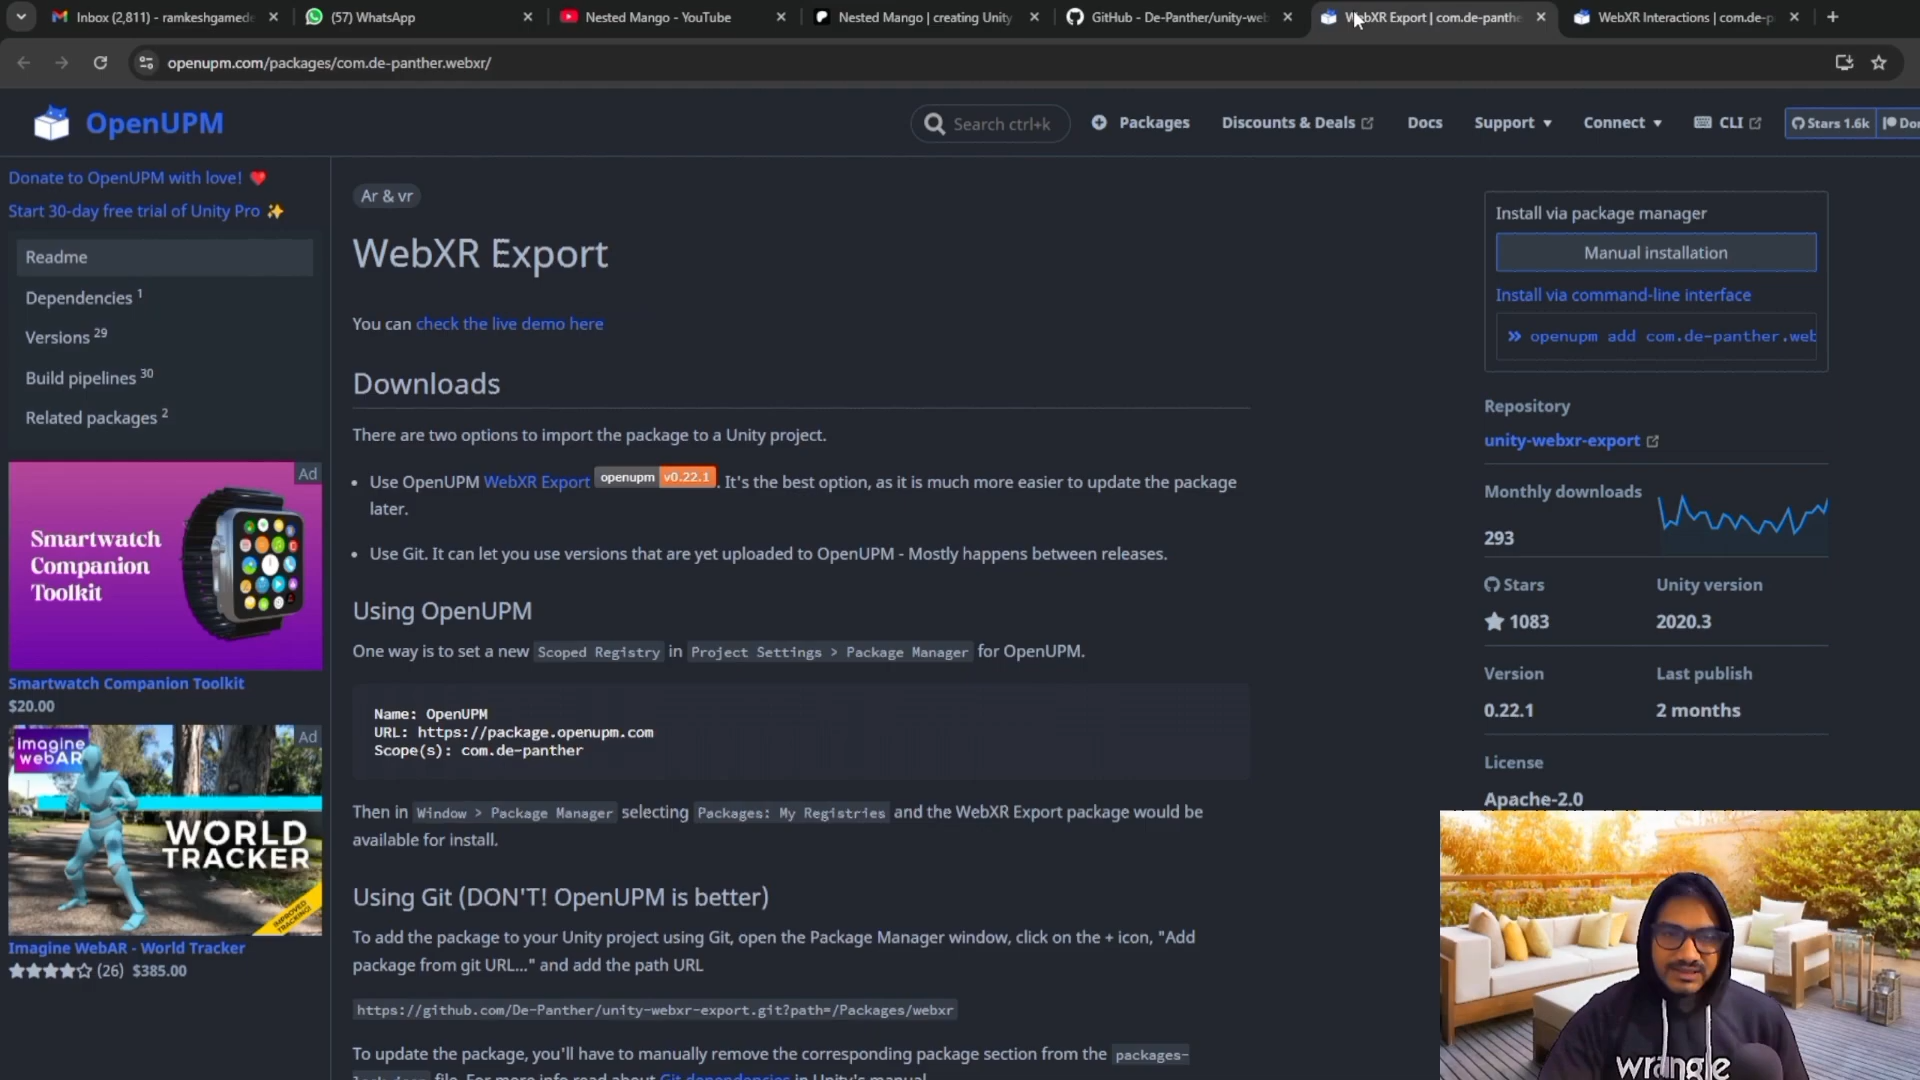 Inbox (2,811) - ramkeshgamede
(57) WhatsApp
Nested Mango - YouTube
Nested Mango | creating Unity
GitHub - De-Panther/unity-web
WebXR Export | com.de-panthe
WebXR Interactions | com.de-p
openupm.com/packages/com.de-panther.webxr/
OpenUPM
Search ctrl+k
Packages
Discounts & Deals
Docs
Support
Connect
CLI
Stars 1.6k
Don
Donate to OpenUPM with love!
Start 30-day free trial of Unity Pro
Readme
Dependencies 1
Versions 29
Build pipelines 30
Related packages 2
Ad
Smartwatch
Companion
Toolkit
Smartwatch Companion Toolkit
$20.00
Ad
Imagine
webAR
WORLD
TRACKER
IMPROVED
TRACKING!
Imagine WebAR - World Tracker
(26) $385.00
Ar & vr
WebXR Export
You can check the live demo here
Downloads
There are two options to import the package to a Unity project.
• Use OpenUPM WebXR Export openupm v0.22.1 . It's the best option, as it is much more easier to update the package
later.
• Use Git. It can let you use versions that are yet uploaded to OpenUPM - Mostly happens between releases.
Using OpenUPM
One way is to set a new Scoped Registry in Project Settings > Package Manager for OpenUPM.
Name: OpenUPM
URL: https://package.openupm.com
Scope(s): com.de-panther
Then in Window > Package Manager selecting Packages: My Registries and the WebXR Export package would be
available for install.
Using Git (DON'T! OpenUPM is better)
To add the package to your Unity project using Git, open the Package Manager window, click on the + icon, "Add
package from git URL..." and add the path URL
https://github.com/De-Panther/unity-webxr-export.git?path=/Packages/webxr
To update the package, you'll have to manually remove the corresponding package section from the packages-
file. For more info read about Git dependencies in Unity's manual
Install via package manager
Manual installation
Install via command-line interface
openupm add com.de-panther.web
Repository
unity-webxr-export
Monthly downloads
293
Stars
1083
Unity version
2020.3
Version
0.22.1
Last publish
2 months
License
Apache-2.0
wrangle